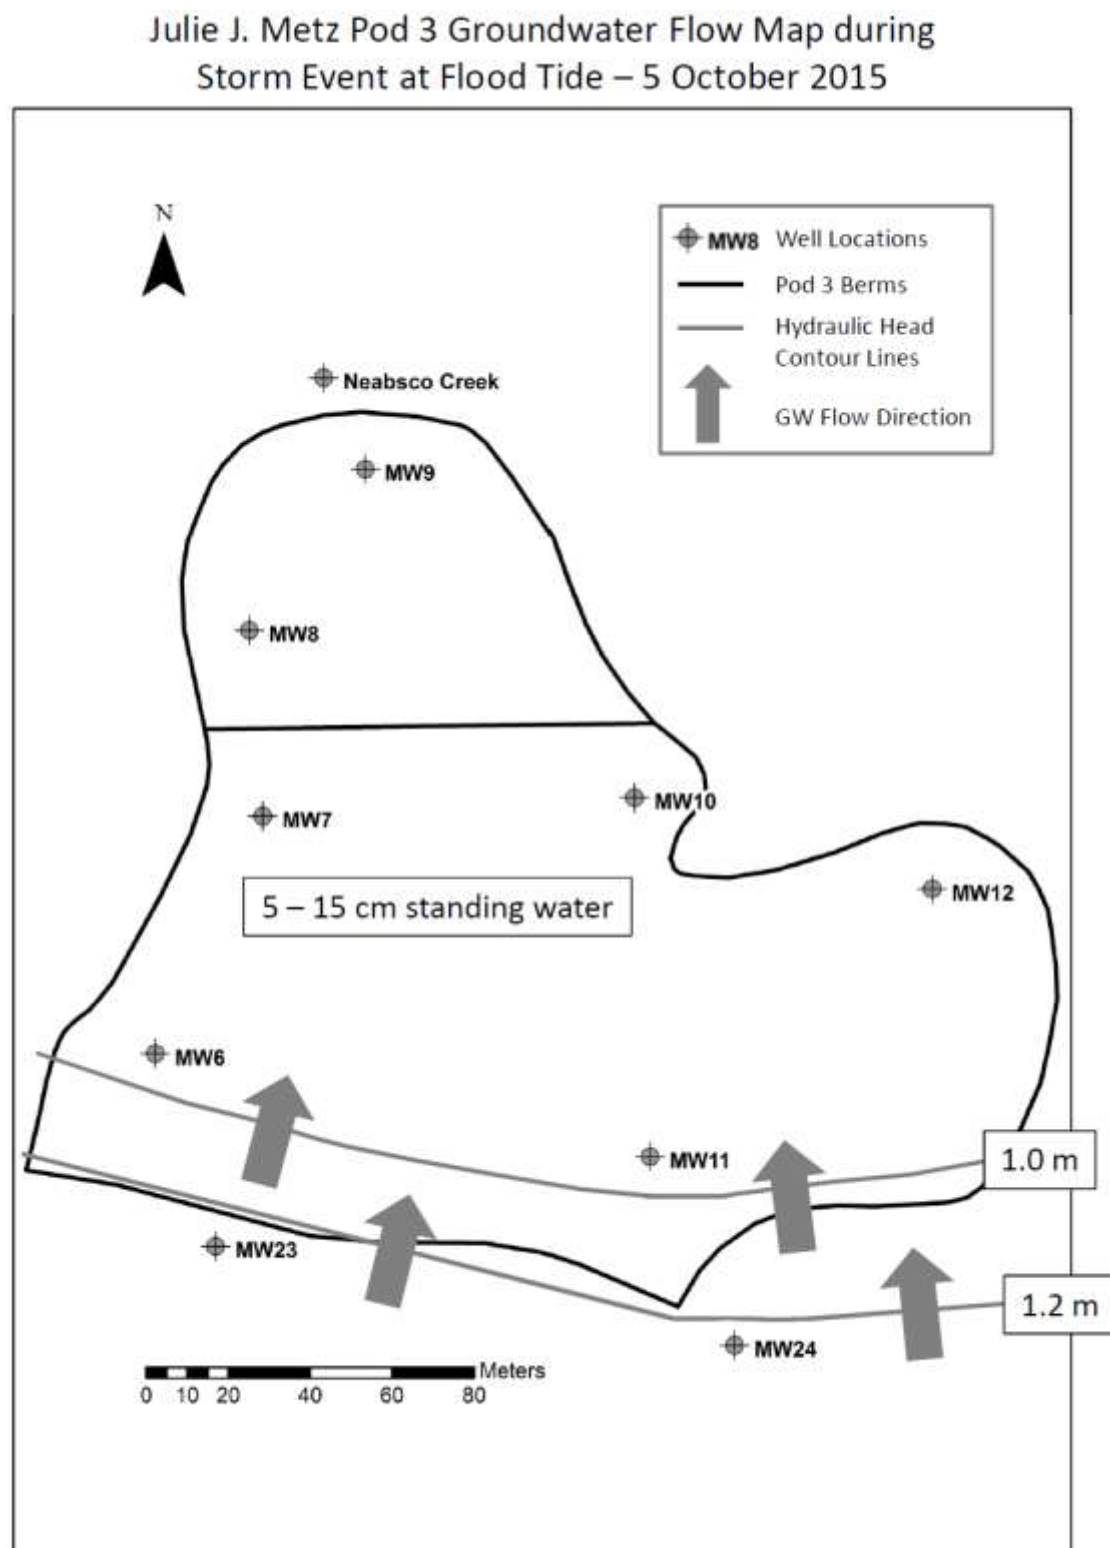 Julie J. Metz Pod 3 Groundwater Flow Map during
Storm Event at Flood Tide – 5 October 2015
N
MW8 Well Locations
Pod 3 Berms
Hydraulic Head
Contour Lines
GW Flow Direction
Neabsco Creek
MW9
MW8
MW10
MW7
MW12
5 – 15 cm standing water
MW6
MW11
1.0 m
MW23
1.2 m
MW24
Meters
0 10 20 40 60 80